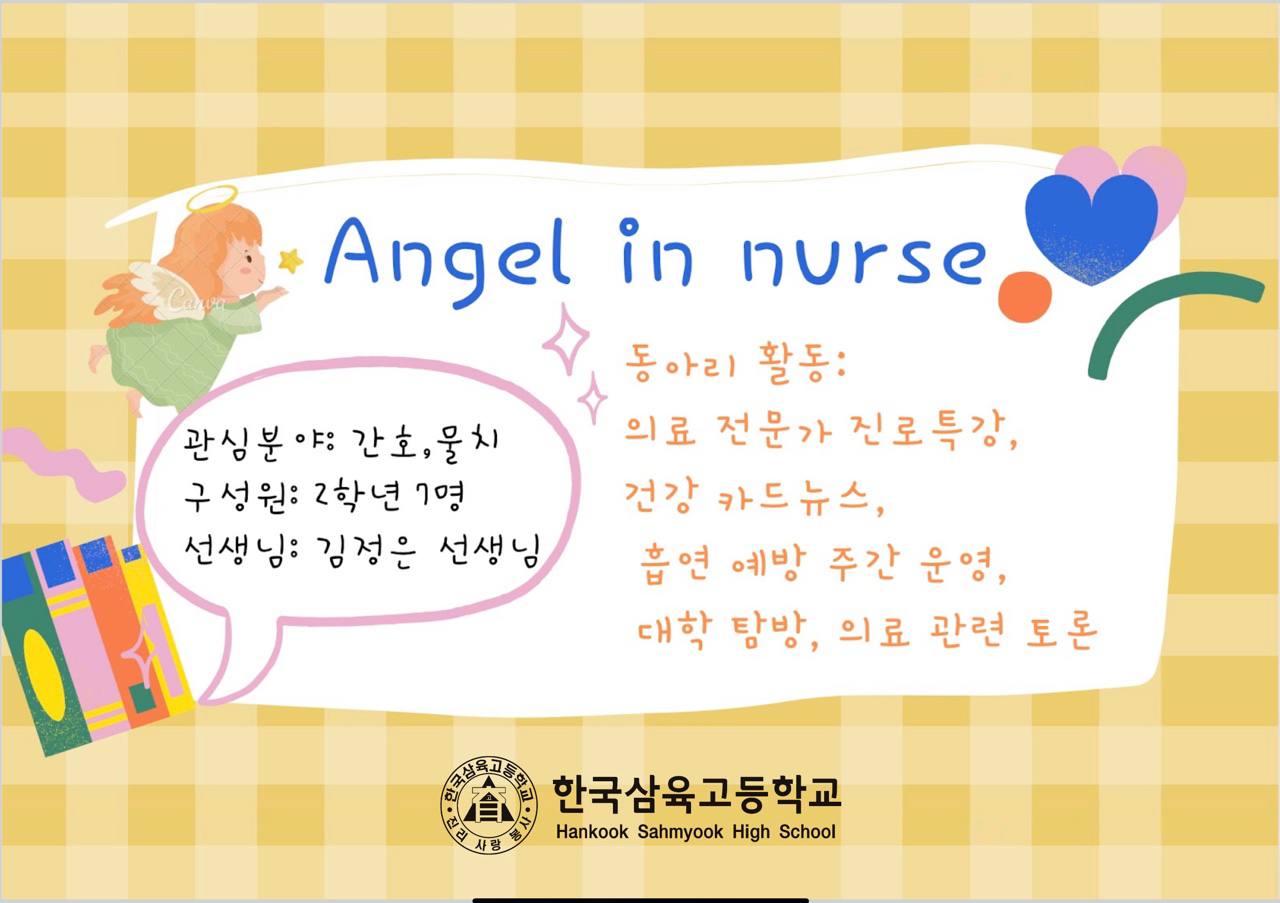 Angel in nurse
Canva
관심분야: 간호,물치
구성원: 2학년 7명
선생님: 김정은 선생님
동아리 활동:
의료 전문가 진로특강,
건강 카드뉴스,
흡연 예방 주간 운영,
대학 탐방, 의료 관련 토론
한국삼육고등학교
진리 사랑 봉사
한국삼육고등학교
Hankook Sahmyook High School